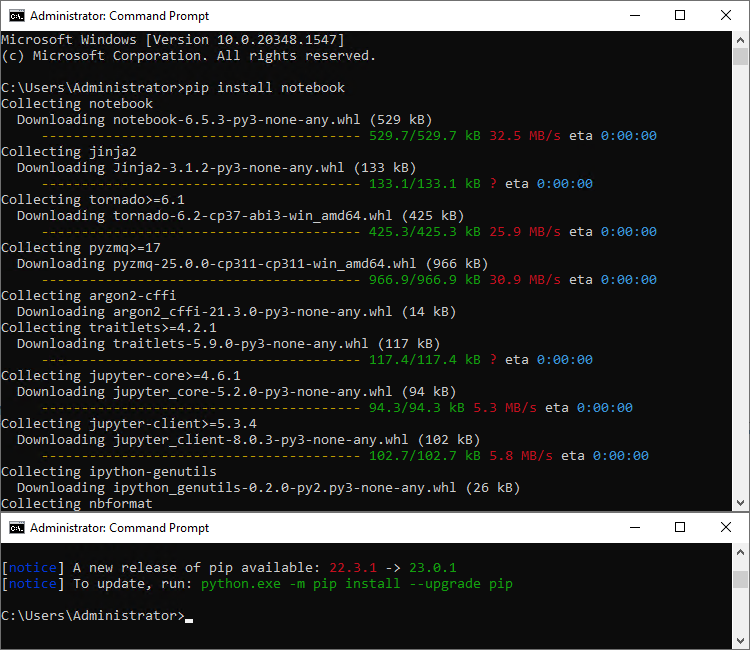 Administrator: Command Prompt
Microsoft Windows [Version 10.0.20348.1547]
(c) Microsoft Corporation. All rights reserved.
C:\Users\Administrator>pip install notebook
Collecting notebook
Downloading notebook-6.5.3-py3-none-any.whl (529 kB)
---------------------------------------- 529.7/529.7 kB 32.5 MB/s eta 0:00:00
Collecting jinja2
Downloading Jinja2-3.1.2-py3-none-any.whl (133 kB)
---------------------------------------- 133.1/133.1 kB ? eta 0:00:00
Collecting tornado>=6.1
Downloading tornado-6.2-cp37-abi3-win_amd64.whl (425 kB)
---------------------------------------- 425.3/425.3 kB 25.9 MB/s eta 0:00:00
Collecting pyzmq>=17
Downloading pyzmq-25.0.0-cp311-cp311-win_amd64.whl (966 kB)
---------------------------------------- 966.9/966.9 kB 30.9 MB/s eta 0:00:00
Collecting argon2-cffi
Downloading argon2_cffi-21.3.0-py3-none-any.whl (14 kB)
Collecting traitlets>=4.2.1
Downloading traitlets-5.9.0-py3-none-any.whl (117 kB)
---------------------------------------- 117.4/117.4 kB ? eta 0:00:00
Collecting jupyter-core>=4.6.1
Downloading jupyter_core-5.2.0-py3-none-any.whl (94 kB)
---------------------------------------- 94.3/94.3 kB 5.3 MB/s eta 0:00:00
Collecting jupyter-client>=5.3.4
Downloading jupyter_client-8.0.3-py3-none-any.whl (102 kB)
---------------------------------------- 102.7/102.7 kB 5.8 MB/s eta 0:00:00
Collecting ipython-genutils
Downloading ipython_genutils-0.2.0-py2.py3-none-any.whl (26 kB)
Collecting nbformat
Administrator: Command Prompt
[notice] A new release of pip available: 22.3.1 -> 23.0.1
[notice] To update, run: python.exe -m pip install --upgrade pip
C:\Users\Administrator>